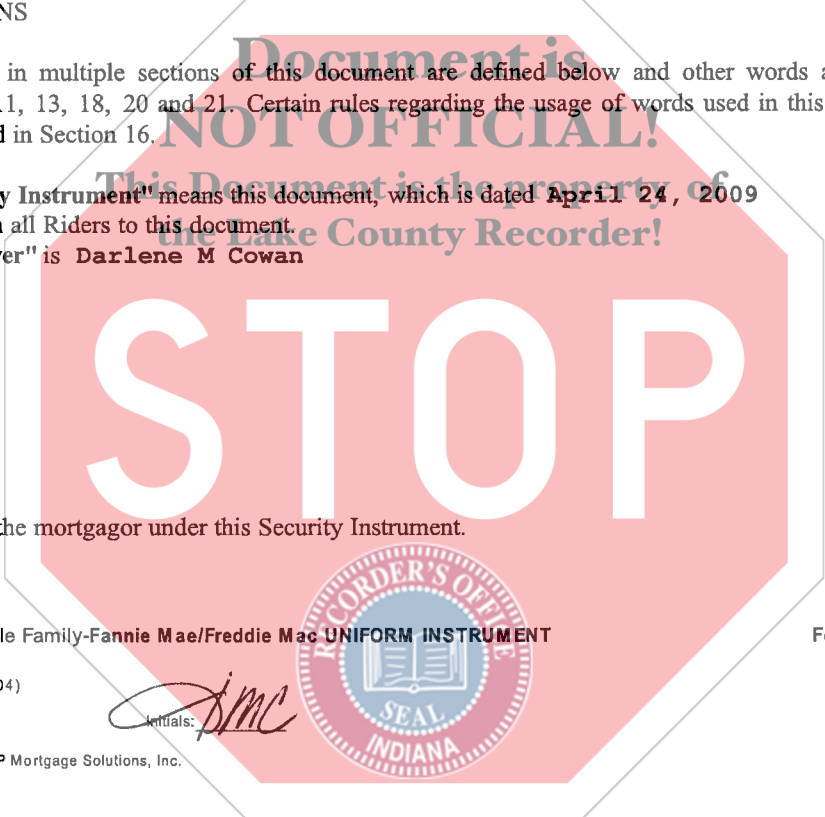 NS
Document is
in multiple sections of this document are defined below and other words a
1, 13, 18, 20 and 21. Certain rules regarding the usage of words used in this
NOT OFFICIAL!
d in Section 16.
This Document is the property of
y Instrument" means this document, which is dated April 24, 2009
all Riders to this document.
the Lake County Recorder!
er" is Darlene M Cowan
STOP
the mortgagor under this Security Instrument.
RECORDER'S OFFICE
le Family-Fannie Mae/Freddie Mac UNIFORM INSTRUMENT
04)
Initials: DMC
SEAL
INDIANA
P Mortgage Solutions, Inc.